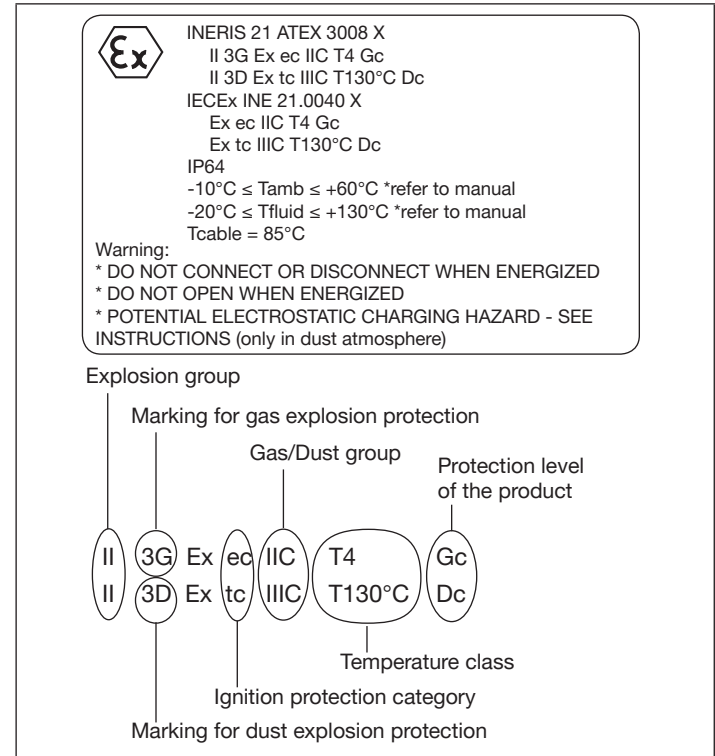 Ex
INERIS 21 ATEX 3008 X
II 3G Ex ec IIC T4 Gc
II 3D Ex tc IIIC T130°C Dc
IECEx INE 21.0040 X
Ex ec IIC T4 Gc
Ex tc IIIC T130°C Dc
IP64
-10°C ≤ Tamb ≤ +60°C *refer to manual
-20°C ≤ Tfluid ≤ +130°C *refer to manual
Tcable = 85°C
Warning:
* DO NOT CONNECT OR DISCONNECT WHEN ENERGIZED
* DO NOT OPEN WHEN ENERGIZED
* POTENTIAL ELECTROSTATIC CHARGING HAZARD - SEE
INSTRUCTIONS (only in dust atmosphere)
Explosion group
Marking for gas explosion protection
Gas/Dust group
Protection level
of the product
II 3G Ex ec IIC T4 Gc
II 3D Ex tc IIIC T130°C Dc
Temperature class
Ignition protection category
Marking for dust explosion protection